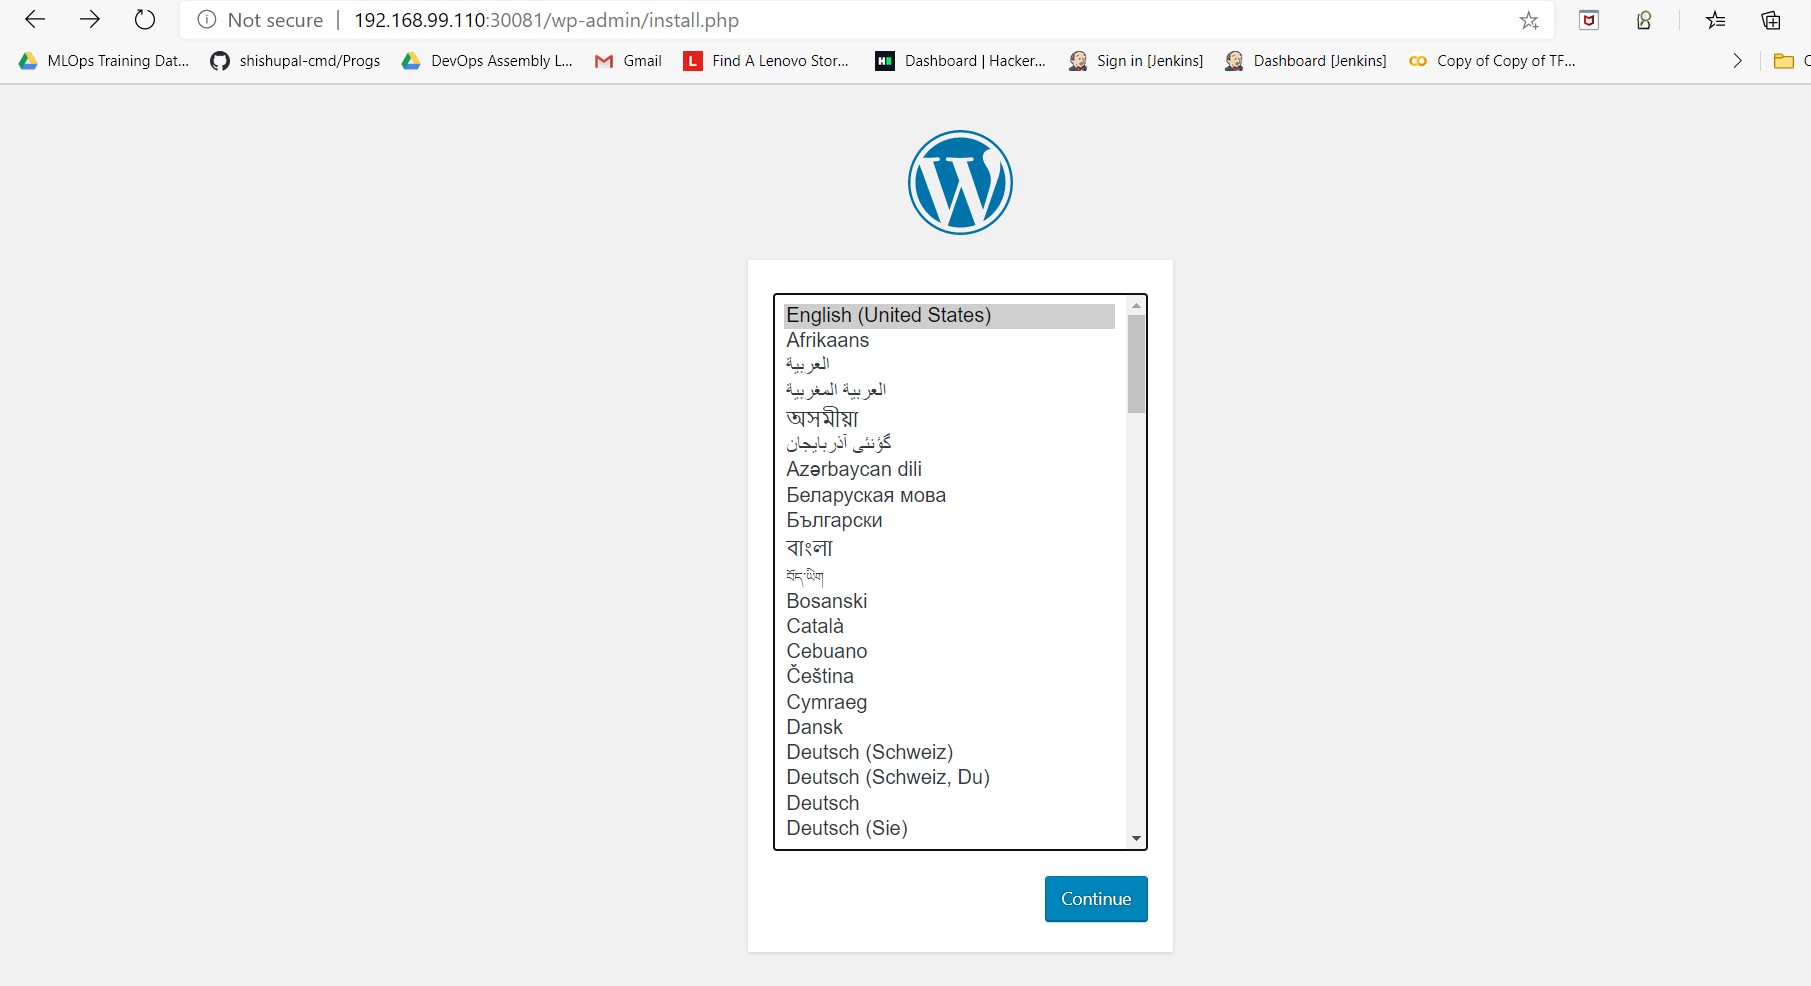 Not secure | 192.168.99.110:30081/wp-admin/install.php
MLOps Training Dat... shishupal-cmd/Progs DevOps Assembly L... Gmail Find A Lenovo Stor... Dashboard | Hacker... Sign in [Jenkins] Dashboard [Jenkins] Copy of Copy of TF...
English (United States)
Afrikaans
العربية
العربية المغربية
অসমীয়া
گؤنئی آذربایجان
Azərbaycan dili
Беларуская мова
Български
বাংলা
བོད་ཡིག
Bosanski
Català
Cebuano
Čeština
Cymraeg
Dansk
Deutsch (Schweiz)
Deutsch (Schweiz, Du)
Deutsch
Deutsch (Sie)
Continue